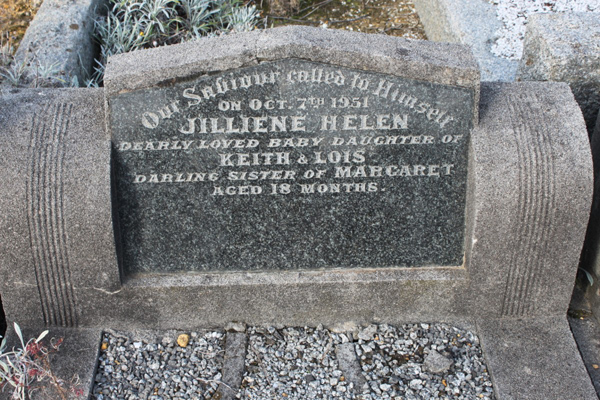 Our Saviour called to Himself
ON OCT. 7TH 1951
JILLIENE HELEN
DEARLY LOVED BABY DAUGHTER OF
KEITH & LOIS
DARLING SISTER OF MARGARET
AGED 18 MONTHS.